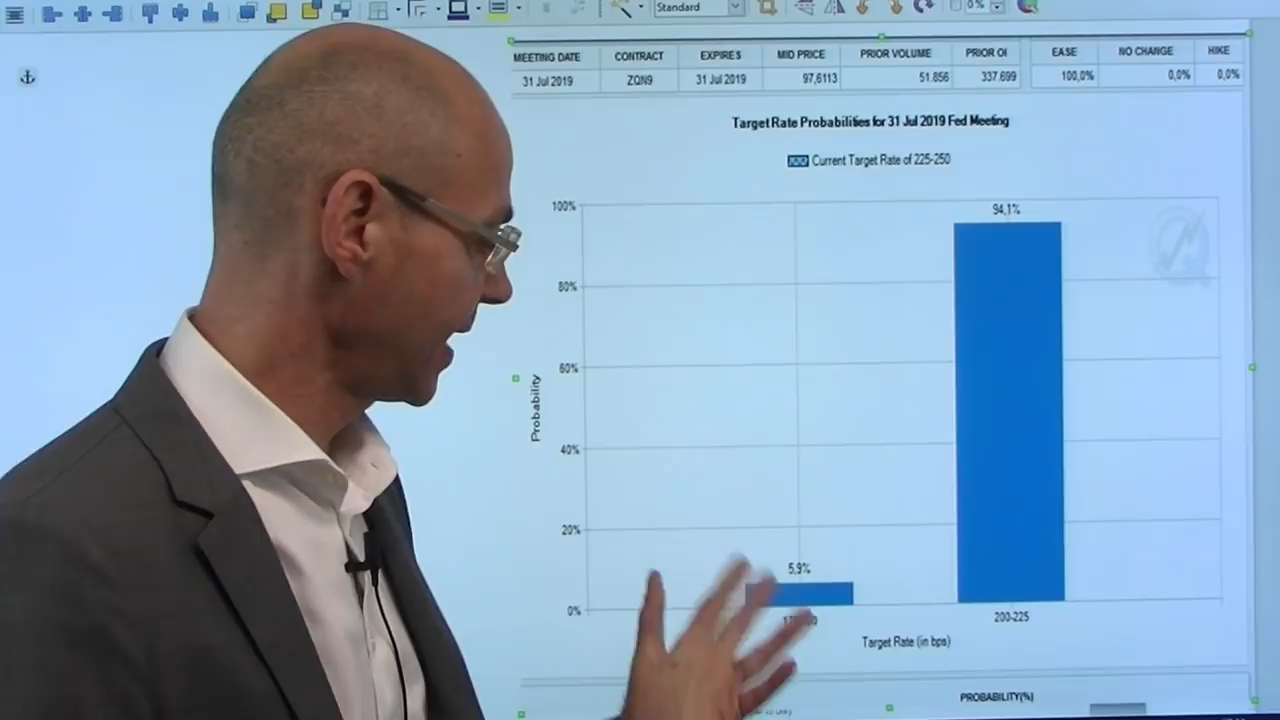 Standard
0%
MEETING DATE CONTRACT EXPIRES MID PRICE PRIOR VOLUME PRIOR OI EASE NO CHANGE HIKE
31 Jul 2019 ZQN9 31 Jul 2019 97,6113 51.856 337.699 100,0% 0,0% 0,0%
Target Rate Probabilities for 31 Jul 2019 Fed Meeting
Current Target Rate of 225-250
100%
94,1%
80%
60%
Probability
40%
20%
5,9%
0%
200-225
Target Rate (in bps)
PROBABILITY(%)